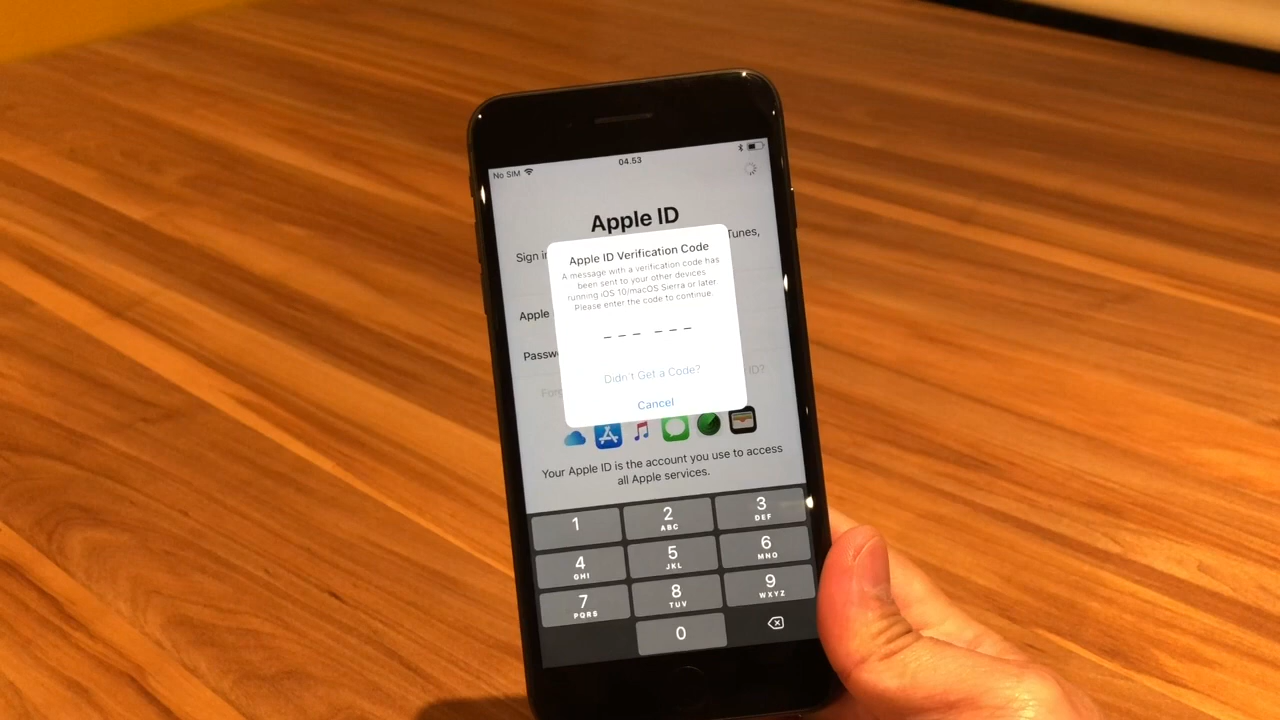 No SIM
04.53
Apple ID
Sign in
Tunes,
Apple ID Verification Code
A message with a verification code has
been sent to your other devices
running iOS 10/macOS Sierra or later.
Please enter the code to continue.
Apple
Passw
Didn't Get a Code?
ID?
Cancel
Your Apple ID is the account you use to access
all Apple services.
1
2
ABC
3
DEF
4
GHI
5
JKL
6
MNO
7
PQRS
8
TUV
9
WXYZ
0